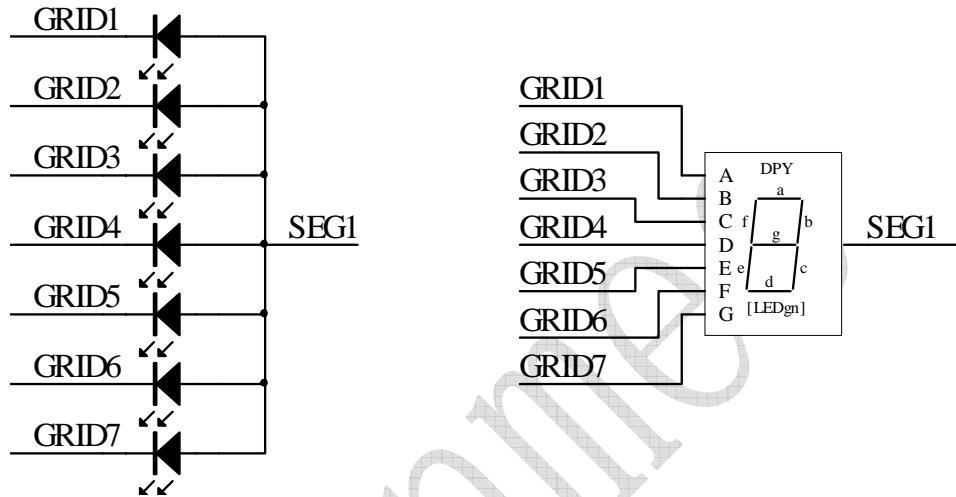 GRID1
GRID2
GRID3
GRID4
GRID5
GRID6
GRID7
SEG1
GRID1
GRID2
GRID3
GRID4
GRID5
GRID6
GRID7
A
B
C
D
E
F
G
DPY
a
f
b
g
e
c
d
[LEDgn]
SEG1